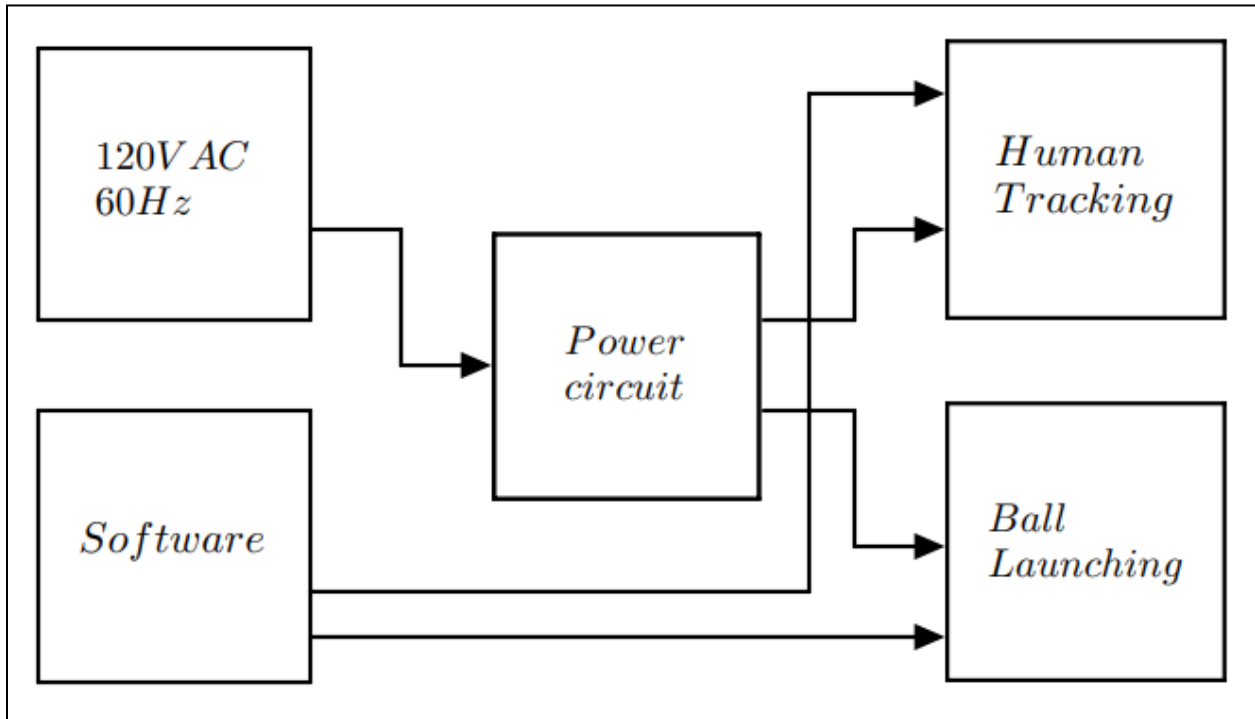 120V AC
60Hz
Human
Tracking
Power
circuit
Software
Ball
Launching